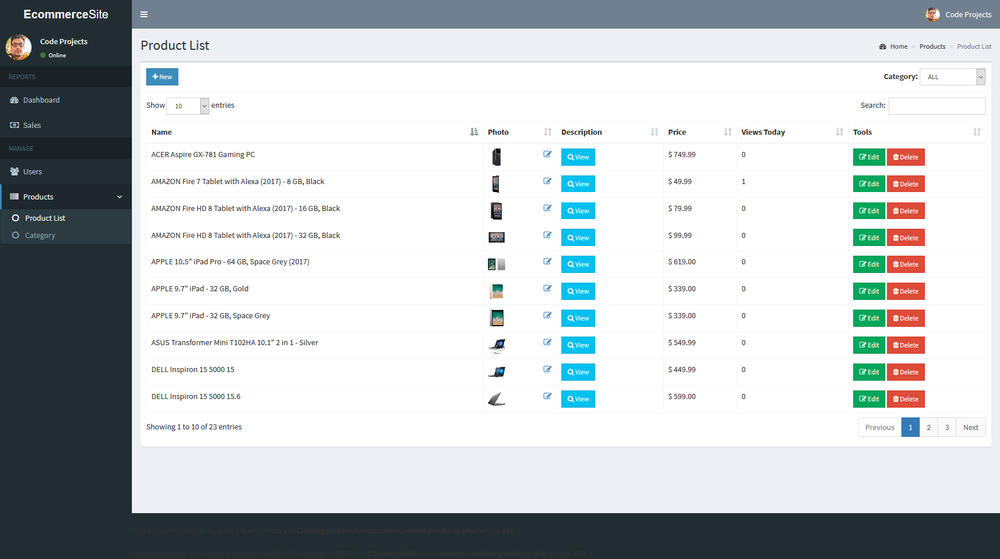 EcommerceSite
Code Projects
Code Projects
Online
REPORTS
Dashboard
Sales
MANAGE
Users
Products
Product List
Category
Product List
Home > Products > Product List
New
Category: ALL
Show 10 entries
Search:
Name Photo Description Price Views Today Tools
ACER Aspire GX-781 Gaming PC View $ 749.99 0 Edit Delete
AMAZON Fire 7 Tablet with Alexa (2017) - 8 GB, Black View $ 49.99 1 Edit Delete
AMAZON Fire HD 8 Tablet with Alexa (2017) - 16 GB, Black View $ 79.99 0 Edit Delete
AMAZON Fire HD 8 Tablet with Alexa (2017) - 32 GB, Black View $ 99.99 0 Edit Delete
APPLE 10.5" iPad Pro - 64 GB, Space Grey (2017) View $ 619.00 0 Edit Delete
APPLE 9.7" iPad - 32 GB, Gold View $ 339.00 0 Edit Delete
APPLE 9.7" iPad - 32 GB, Space Grey View $ 339.00 0 Edit Delete
ASUS Transformer Mini T102HA 10.1" 2 in 1 - Silver View $ 549.99 0 Edit Delete
DELL Inspiron 15 5000 15 View $ 449.99 0 Edit Delete
DELL Inspiron 15 5000 15.6 View $ 599.00 0 Edit Delete
Showing 1 to 10 of 23 entries
Previous 1 2 3 Next
failed to open stream: No such file or directory in C:\xampp\htdocs\ecommerce\admin\products.php on line 140
for inclusion (include_path='C:\xampp\php\PEAR') in C:\xampp\htdocs\ecommerce\admin\products.php on line 140